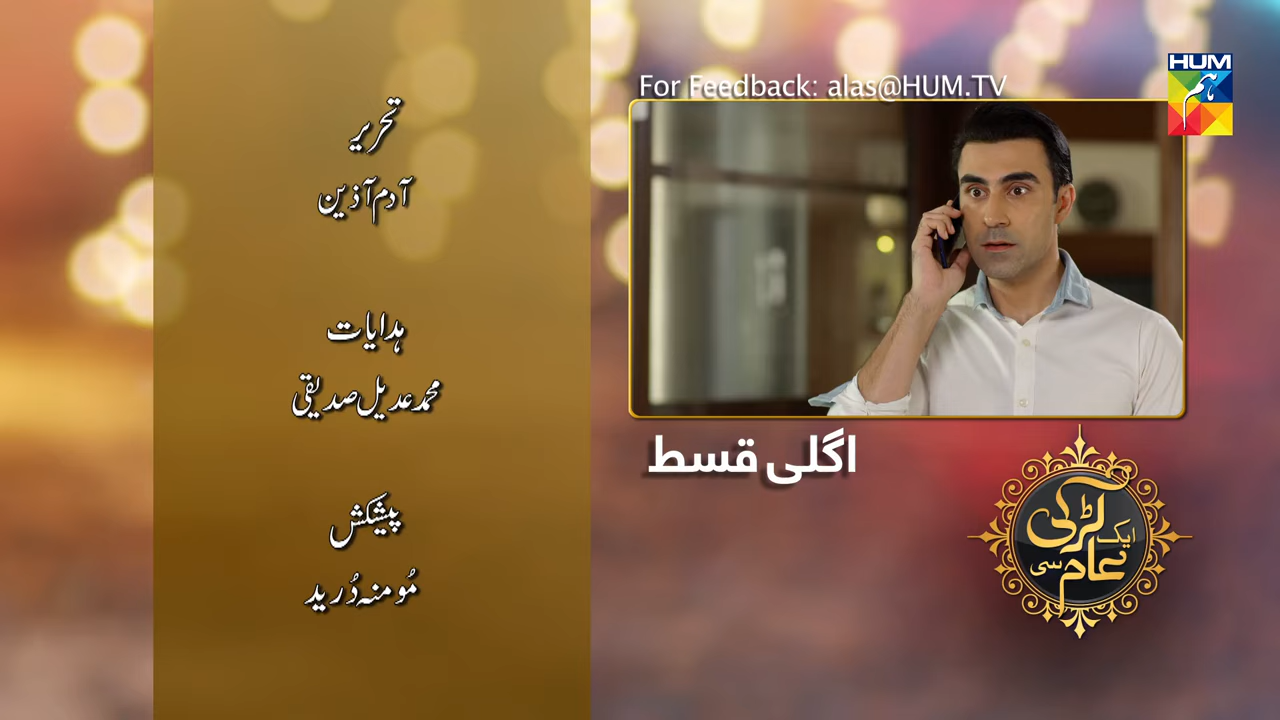 تحریر
آدم آذین
ہدایات
محمد عدیل صدیقی
پیشکش
مُومنہ دُرید
For Feedback: alas@HUM.TV
HUM
ہم
اگلی قسط
ایک لڑکی
عام سی